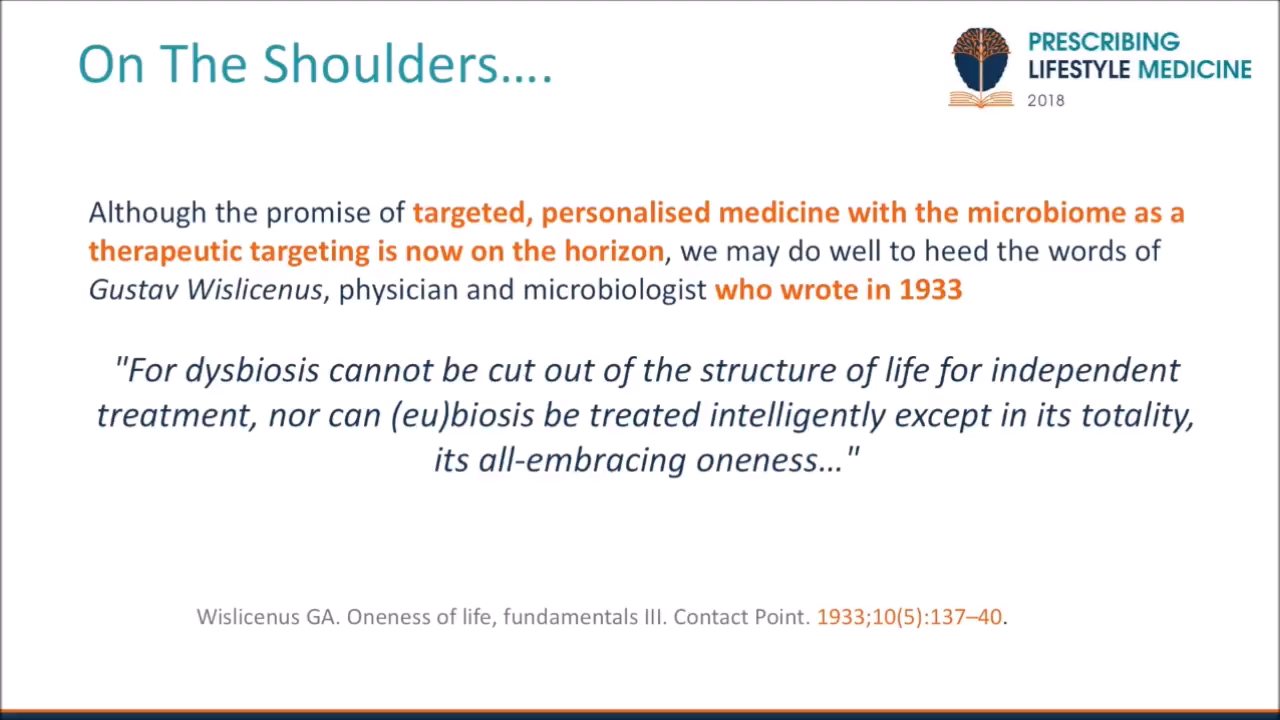 On The Shoulders….
PRESCRIBING
LIFESTYLE MEDICINE
2018
Although the promise of targeted, personalised medicine with the microbiome as a
therapeutic targeting is now on the horizon, we may do well to heed the words of
Gustav Wislicenus, physician and microbiologist who wrote in 1933
"For dysbiosis cannot be cut out of the structure of life for independent
treatment, nor can (eu)biosis be treated intelligently except in its totality,
its all-embracing oneness…"
Wislicenus GA. Oneness of life, fundamentals III. Contact Point. 1933;10(5):137–40.